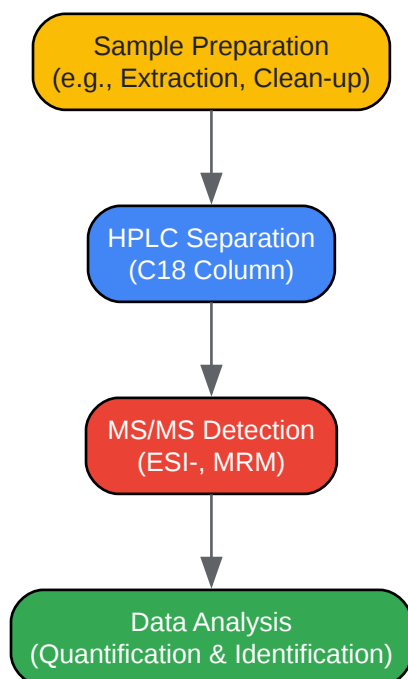 Sample Preparation
(e.g., Extraction, Clean-up)
HPLC Separation
(C18 Column)
MS/MS Detection
(ESI-, MRM)
Data Analysis
(Quantification & Identification)